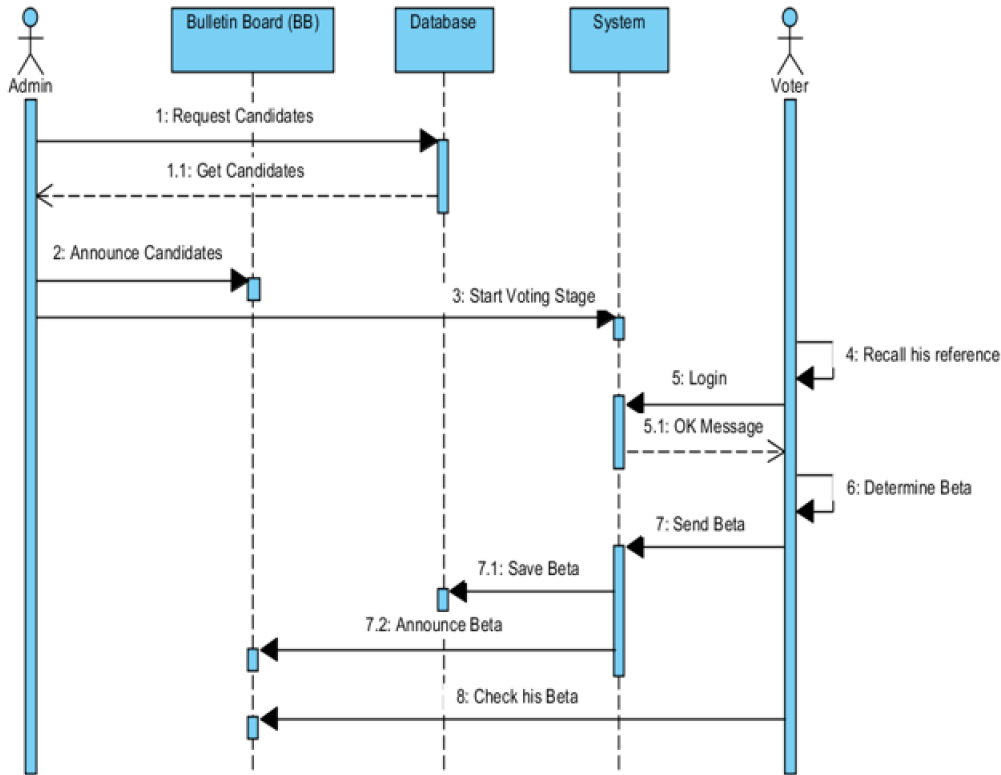 Bulletin Board (BB)
Database
System
Admin
Voter
1: Request Candidates
1.1: Get Candidates
2: Announce Candidates
3: Start Voting Stage
4: Recall his reference
5: Login
5.1: OK Message
6: Determine Beta
7: Send Beta
7.1: Save Beta
7.2: Announce Beta
8: Check his Beta